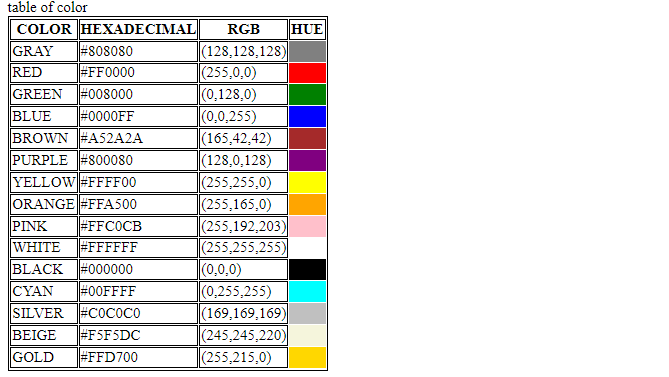 table of color
COLOR HEXADECIMAL RGB HUE
GRAY #808080 (128,128,128)
RED #FF0000 (255,0,0)
GREEN #008000 (0,128,0)
BLUE #0000FF (0,0,255)
BROWN #A52A2A (165,42,42)
PURPLE #800080 (128,0,128)
YELLOW #FFFF00 (255,255,0)
ORANGE #FFA500 (255,165,0)
PINK #FFC0CB (255,192,203)
WHITE #FFFFFF (255,255,255)
BLACK #000000 (0,0,0)
CYAN #00FFFF (0,255,255)
SILVER #C0C0C0 (169,169,169)
BEIGE #F5F5DC (245,245,220)
GOLD #FFD700 (255,215,0)